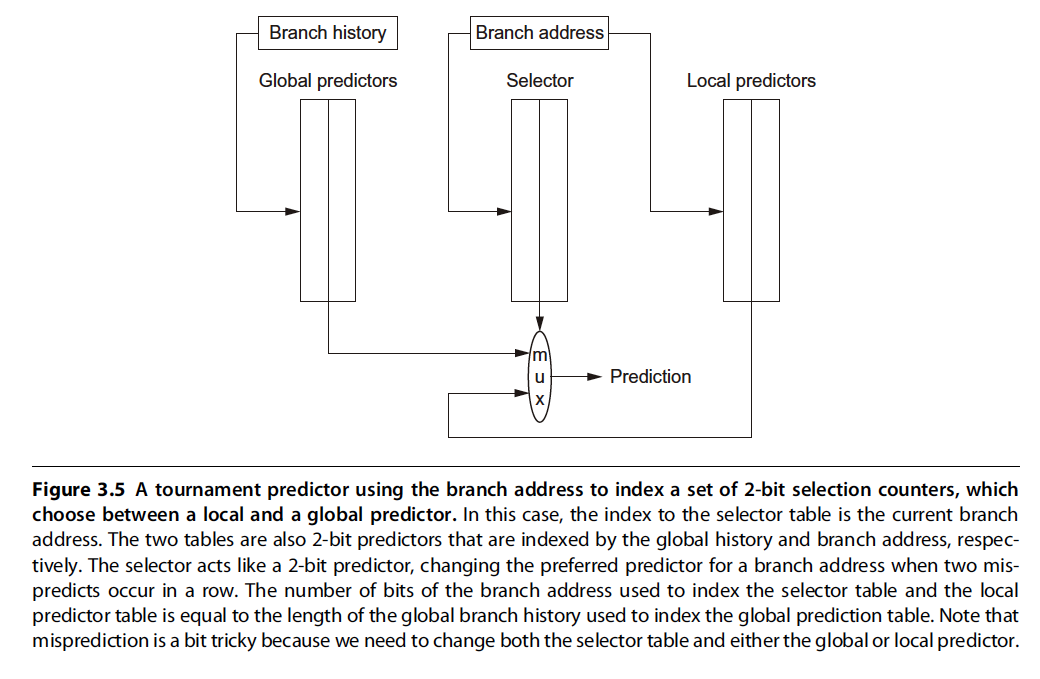 Branch history
Branch address
Global predictors
Selector
Local predictors
m
u
x
Prediction
Figure 3.5 A tournament predictor using the branch address to index a set of 2-bit selection counters, which
choose between a local and a global predictor. In this case, the index to the selector table is the current branch
address. The two tables are also 2-bit predictors that are indexed by the global history and branch address, respec-
tively. The selector acts like a 2-bit predictor, changing the preferred predictor for a branch address when two mis-
predicts occur in a row. The number of bits of the branch address used to index the selector table and the local
predictor table is equal to the length of the global branch history used to index the global prediction table. Note that
misprediction is a bit tricky because we need to change both the selector table and either the global or local predictor.